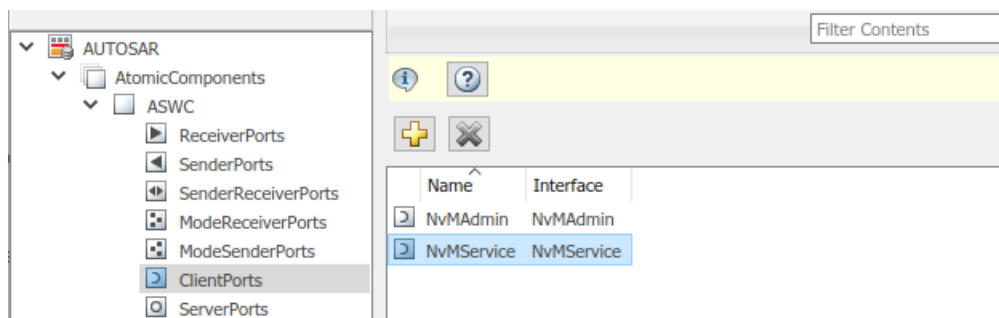 Filter Contents
AUTOSAR
AtomicComponents
ASWC
ReceiverPorts
SenderPorts
SenderReceiverPorts
ModeReceiverPorts
ModeSenderPorts
ClientPorts
ServerPorts
Name Interface
NvMAdmin NvMAdmin
NvMService NvMService